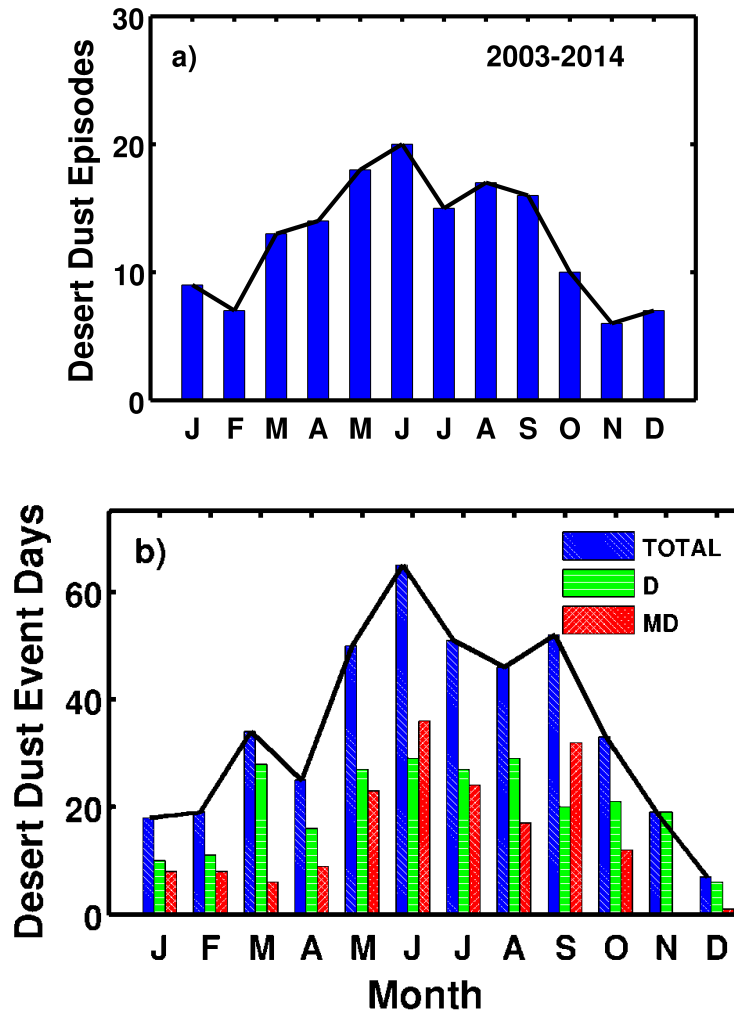 30
a)
2003-2014
Desert Dust Episodes
20
10
0
J F M A M J J A S O N D
b)
TOTAL
D
MD
Desert Dust Event Days
60
40
20
0
J F M A M J J A S O N D
Month